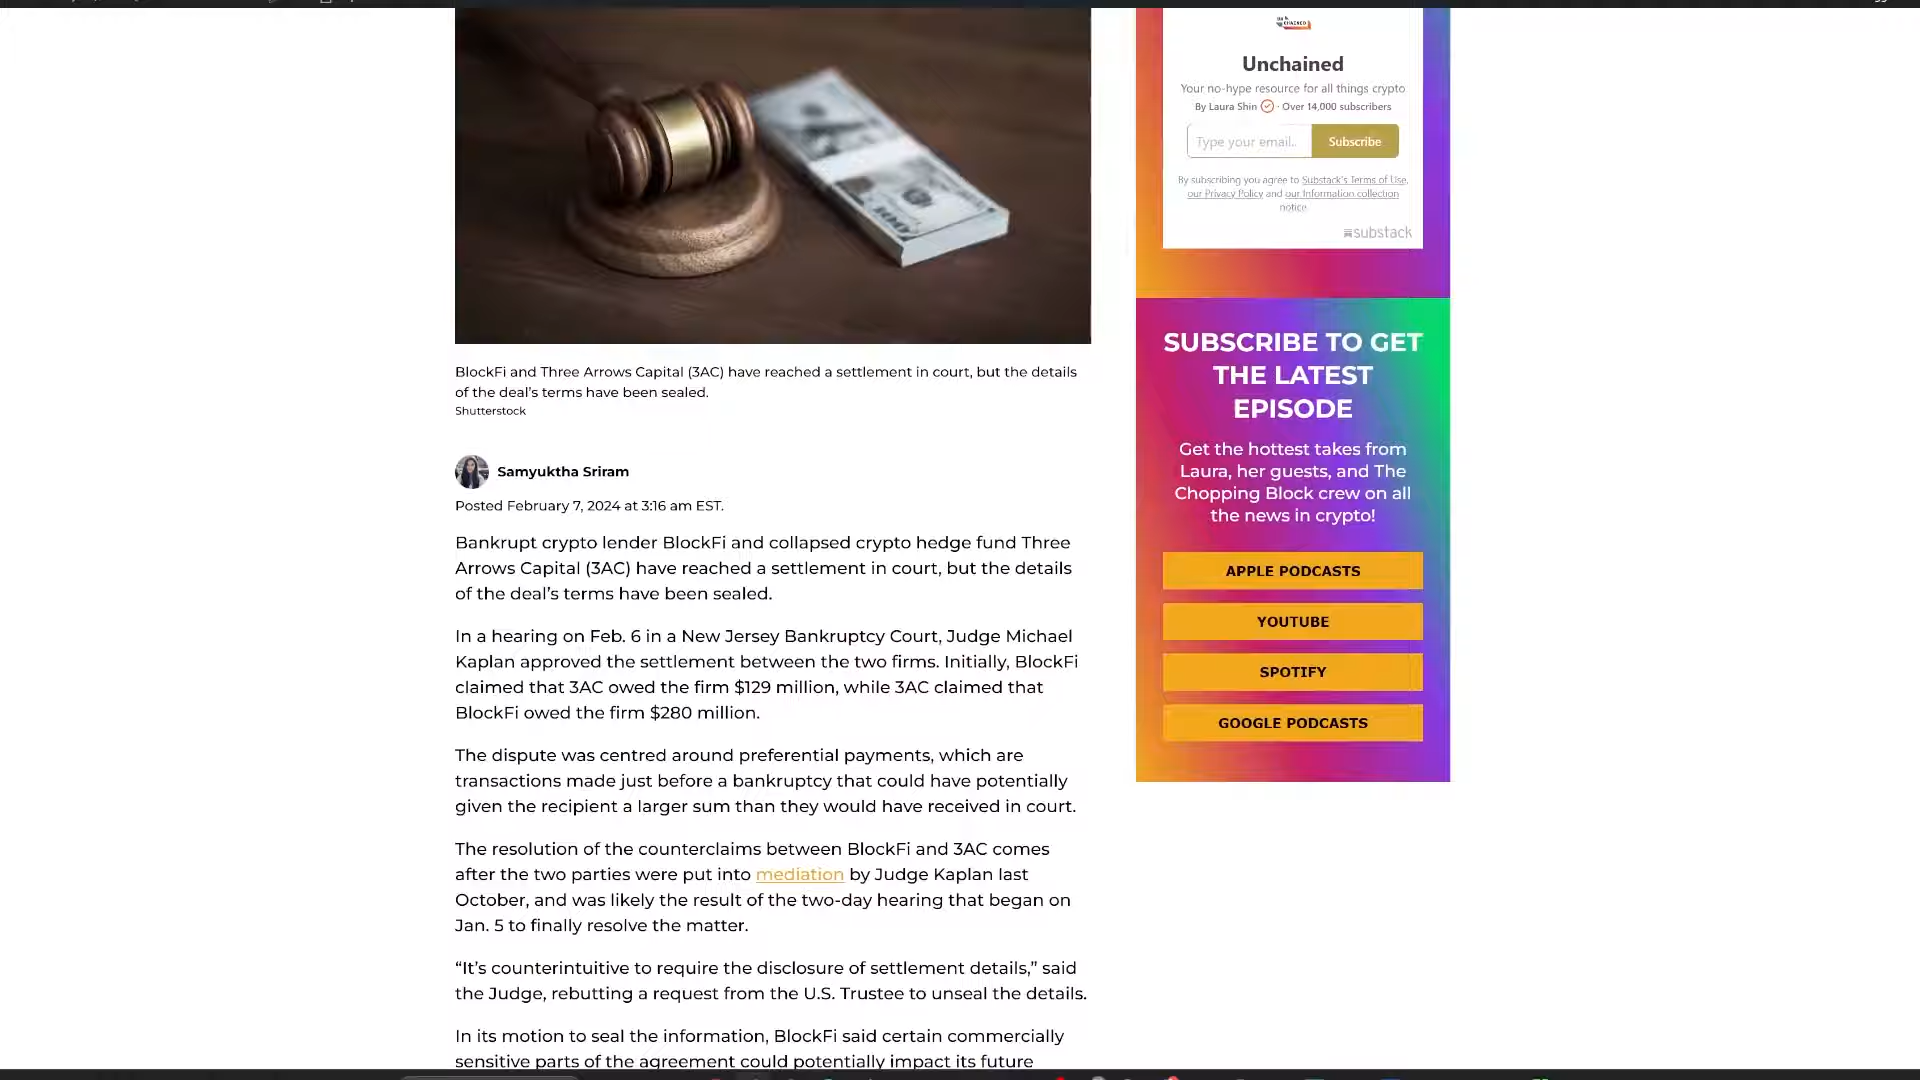 BlockFi and Three Arrows Capital (3AC) have reached a settlement in court, but the details
of the deal’s terms have been sealed.
Shutterstock
Samyuktha Sriram
Posted February 7, 2024 at 3:16 am EST.
Bankrupt crypto lender BlockFi and collapsed crypto hedge fund Three
Arrows Capital (3AC) have reached a settlement in court, but the details
of the deal’s terms have been sealed.
In a hearing on Feb. 6 in a New Jersey Bankruptcy Court, Judge Michael
Kaplan approved the settlement between the two firms. Initially, BlockFi
claimed that 3AC owed the firm $129 million, while 3AC claimed that
BlockFi owed the firm $280 million.
The dispute was centred around preferential payments, which are
transactions made just before a bankruptcy that could have potentially
given the recipient a larger sum than they would have received in court.
The resolution of the counterclaims between BlockFi and 3AC comes
after the two parties were put into mediation by Judge Kaplan last
October, and was likely the result of the two-day hearing that began on
Jan. 5 to finally resolve the matter.
“It’s counterintuitive to require the disclosure of settlement details,” said
the Judge, rebutting a request from the U.S. Trustee to unseal the details.
In its motion to seal the information, BlockFi said certain commercially
sensitive parts of the agreement could potentially impact its future
Unchained
Your no-hype resource for all things crypto
By Laura Shin · Over 14,000 subscribers
Type your email..
Subscribe
By subscribing you agree to Substack's Terms of Use,
our Privacy Policy and our Information collection
notice
substack
SUBSCRIBE TO GET
THE LATEST
EPISODE
Get the hottest takes from
Laura, her guests, and The
Chopping Block crew on all
the news in crypto!
APPLE PODCASTS
YOUTUBE
SPOTIFY
GOOGLE PODCASTS